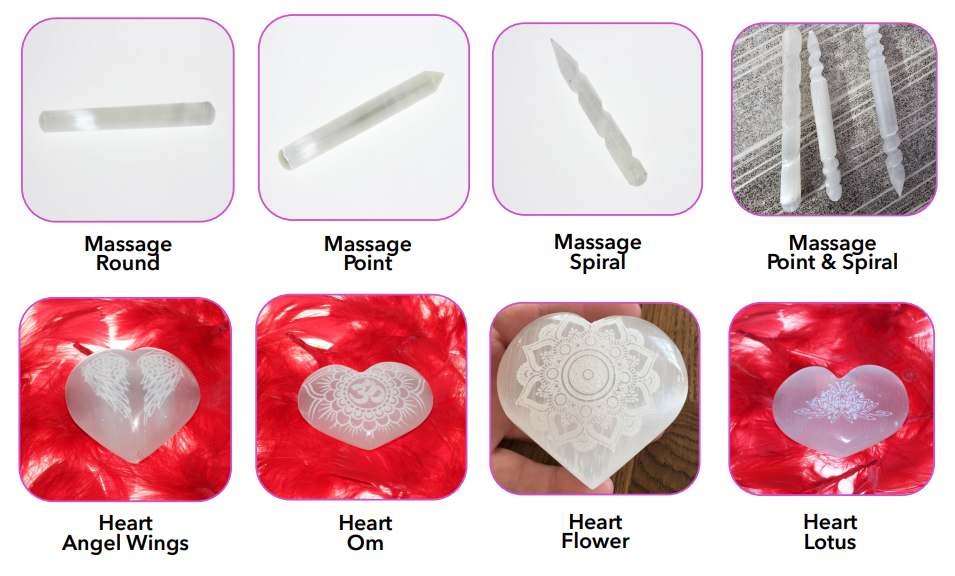 Massage
Round
Massage
Point
Massage
Spiral
Massage
Point & Spiral
Heart
Angel Wings
Heart
Om
Heart
Flower
Heart
Lotus
ॐ